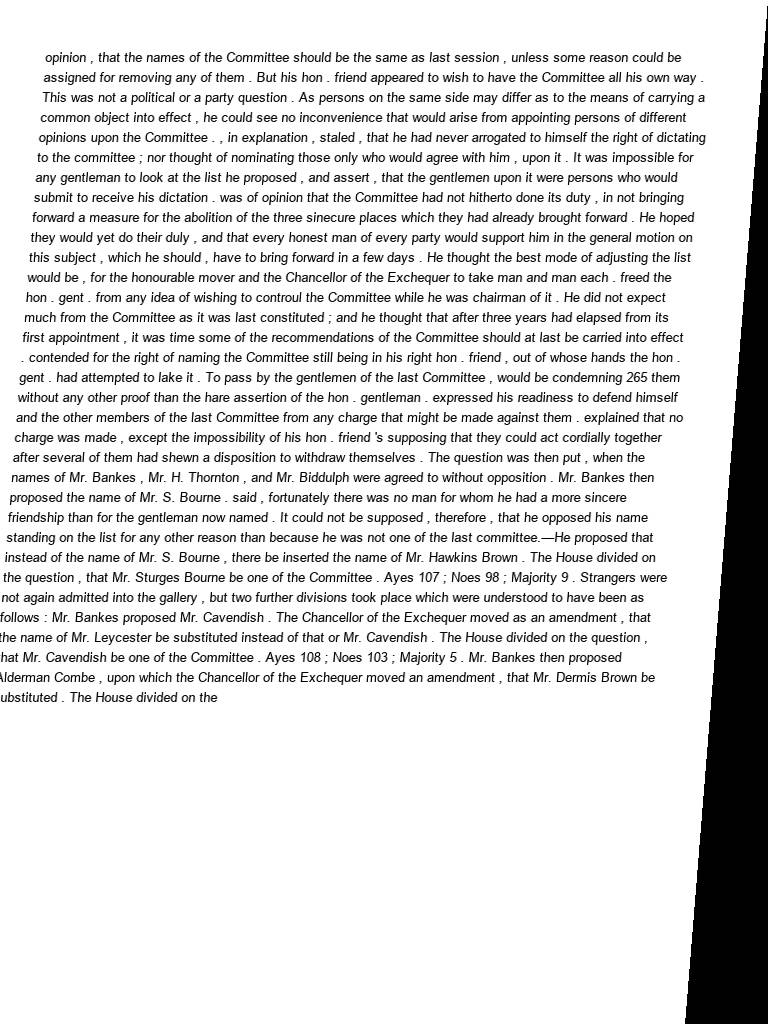 opinion , that the names of the Committee should be the same as last session , unless some reason could be
assigned for removing any of them . But his hon . friend appeared to wish to have the Committee all his own way .
This was not a political or a party question . As persons on the same side may differ as to the means of carrying a
common object into effect , he could see no inconvenience that would arise from appointing persons of different
opinions upon the Committee . , in explanation , staled , that he had never arrogated to himself the right of dictating
to the committee ; nor thought of nominating those only who would agree with him , upon it . It was impossible for
any gentleman to look at the list he proposed , and assert , that the gentlemen upon it were persons who would
submit to receive his dictation . was of opinion that the Committee had not hitherto done its duty , in not bringing
forward a measure for the abolition of the three sinecure places which they had already brought forward . He hoped
they would yet do their duly , and that every honest man of every party would support him in the general motion on
this subject , which he should , have to bring forward in a few days . He thought the best mode of adjusting the list
would be , for the honourable mover and the Chancellor of the Exchequer to take man and man each . freed the
hon . gent . from any idea of wishing to controul the Committee while he was chairman of it . He did not expect
much from the Committee as it was last constituted ; and he thought that after three years had elapsed from its
first appointment , it was time some of the recommendations of the Committee should at last be carried into effect
. contended for the right of naming the Committee still being in his right hon . friend , out of whose hands the hon .
gent . had attempted to lake it . To pass by the gentlemen of the last Committee , would be condemning 265 them
without any other proof than the hare assertion of the hon . gentleman . expressed his readiness to defend himself
and the other members of the last Committee from any charge that might be made against them . explained that no
charge was made , except the impossibility of his hon . friend 's supposing that they could act cordially together
after several of them had shewn a disposition to withdraw themselves . The question was then put , when the
names of Mr. Bankes , Mr. H. Thornton , and Mr. Biddulph were agreed to without opposition . Mr. Bankes then
proposed the name of Mr. S. Bourne . said , fortunately there was no man for whom he had a more sincere
friendship than for the gentleman now named . It could not be supposed , therefore , that he opposed his name
standing on the list for any other reason than because he was not one of the last committee.—He proposed that
instead of the name of Mr. S. Bourne , there be inserted the name of Mr. Hawkins Brown . The House divided on
the question , that Mr. Sturges Bourne be one of the Committee . Ayes 107 ; Noes 98 ; Majority 9 . Strangers were
not again admitted into the gallery , but two further divisions took place which were understood to have been as
follows : Mr. Bankes proposed Mr. Cavendish . The Chancellor of the Exchequer moved as an amendment , that
the name of Mr. Leycester be substituted instead of that or Mr. Cavendish . The House divided on the question ,
that Mr. Cavendish be one of the Committee . Ayes 108 ; Noes 103 ; Majority 5 . Mr. Bankes then proposed
Alderman Combe , upon which the Chancellor of the Exchequer moved an amendment , that Mr. Dermis Brown be
ubstituted . The House divided on the